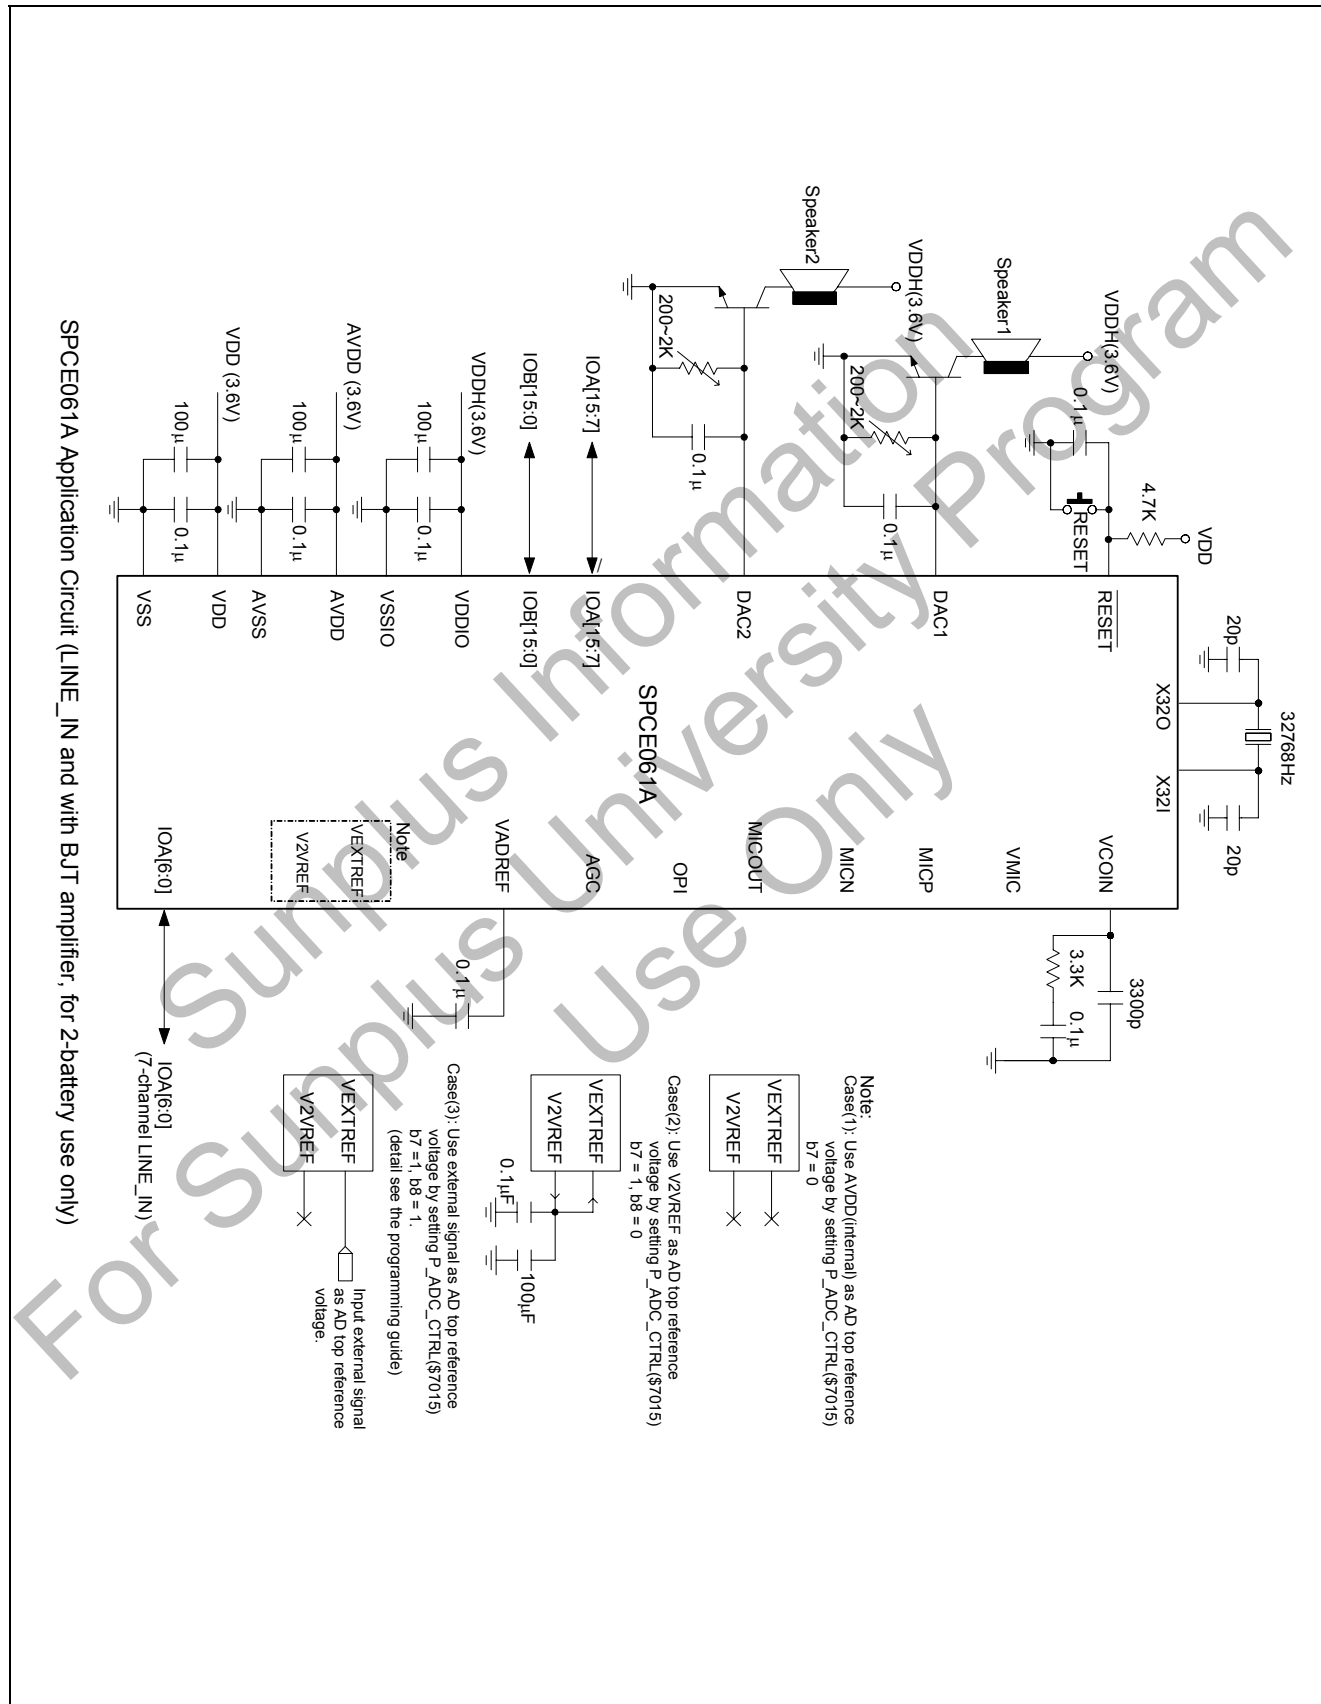 VDD
4.7K
RESET
0.1μ
VDDH(3.6V)
Speaker1
200~2K
0.1μ
VDDH(3.6V)
Speaker2
200~2K
0.1μ
IOA[15:7]
IOB[15:0]
VDDH(3.6V)
100μ
0.1μ
AVDD (3.6V)
100μ
0.1μ
VDD (3.6V)
100μ
0.1μ
20p
32768Hz
20p
X32O
X32I
RESET
DAC1
DAC2
IOA[15:7]
IOB[15:0]
VDDIO
VSSIO
AVDD
AVSS
VDD
VSS
SPCE061A
VCOIN
VMIC
MICP
MICN
MICOUT
OPI
AGC
VADREF
Note
VEXTREF
V2VREF
IOA[6:0]
3300p
3.3K
0.1μ
0.1μ
IOA[6:0]
(7-channel LINE_IN)
Note:
Case(1): Use AVDD(internal) as AD top reference
voltage by setting P_ADC_CTRL($7015)
b7 = 0
VEXTREF
V2VREF
Case(2): Use V2VREF as AD top reference
voltage by setting P_ADC_CTRL($7015)
b7 = 1, b8 = 0
VEXTREF
V2VREF
0.1μF
100μF
Case(3): Use external signal as AD top reference
voltage by setting P_ADC_CTRL($7015)
b7 =1, b8 = 1.
(detail see the programming guide)
VEXTREF
V2VREF
Input external signal
as AD top reference
voltage.
SPCE061A Application Circuit (LINE_IN and with BJT amplifier, for 2-battery use only)
Sunplus Information
For Sunplus University Program
Use Only